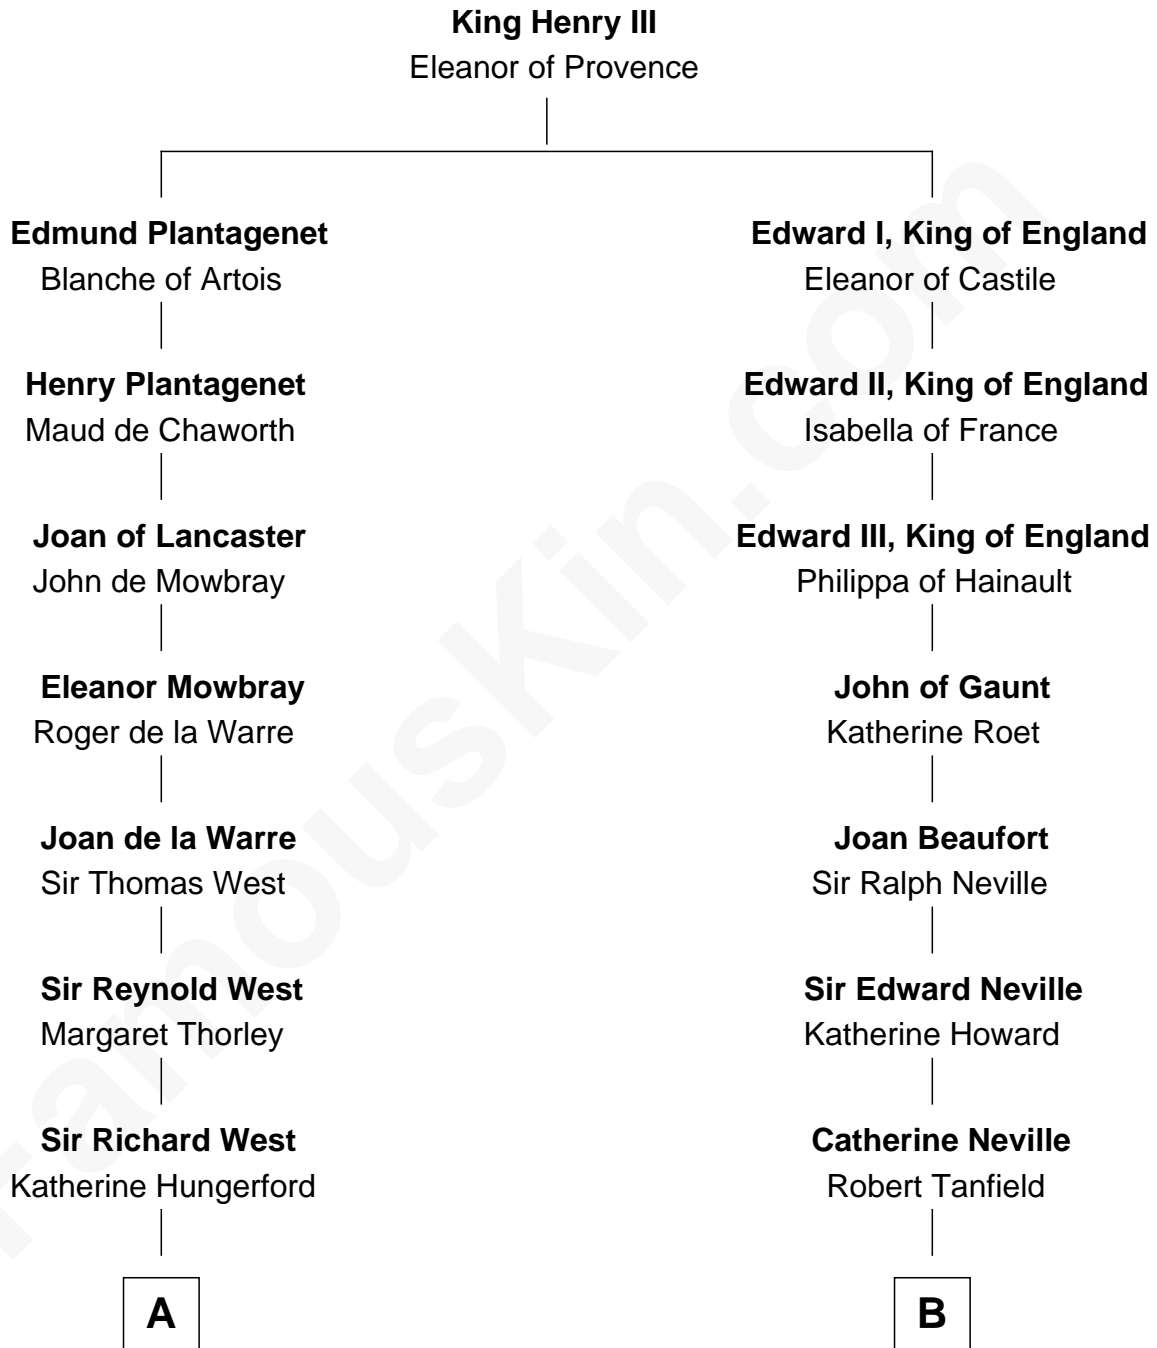 King Henry III
Eleanor of Provence
Edmund Plantagenet
Blanche of Artois
Henry Plantagenet
Maud de Chaworth
Joan of Lancaster
John de Mowbray
Eleanor Mowbray
Roger de la Warre
Joan de la Warre
Sir Thomas West
Sir Reynold West
Margaret Thorley
Sir Richard West
Katherine Hungerford
A
Edward I, King of England
Eleanor of Castile
Edward II, King of England
Isabella of France
Edward III, King of England
Philippa of Hainault
John of Gaunt
Katherine Roet
Joan Beaufort
Sir Ralph Neville
Sir Edward Neville
Katherine Howard
Catherine Neville
Robert Tanfield
B
FamousKin.com